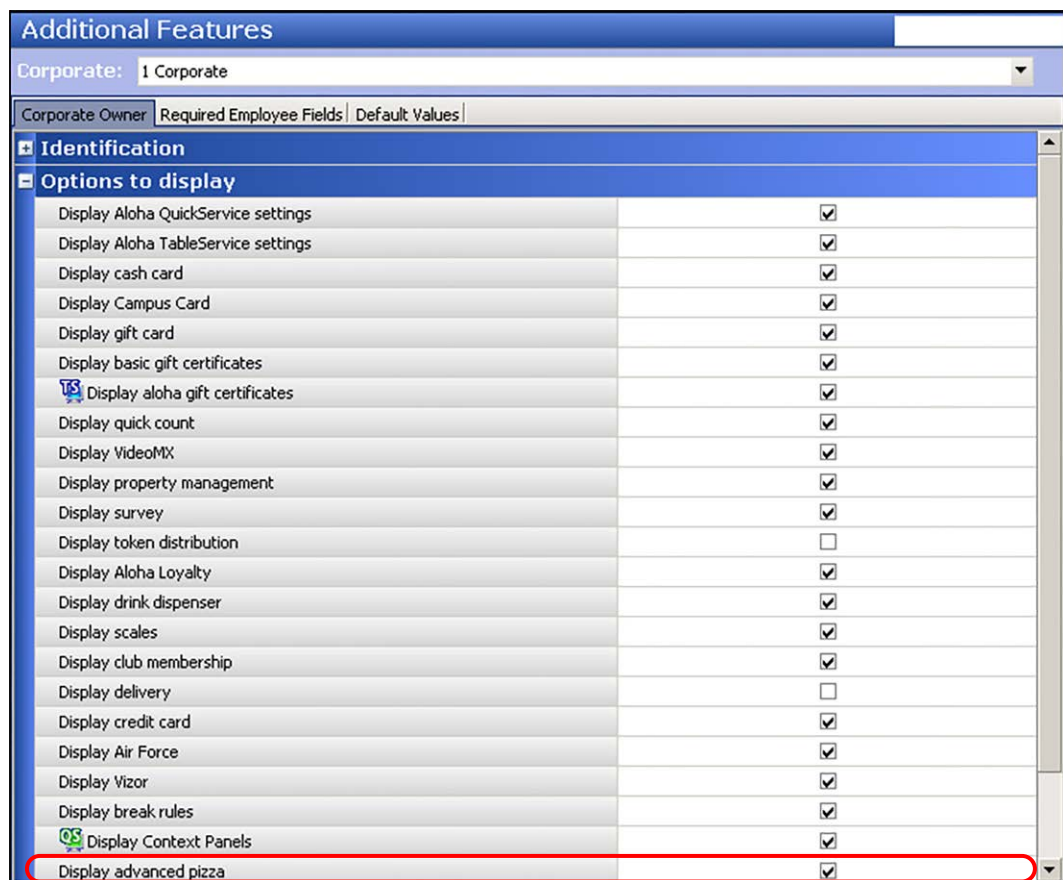 Additional Features
Corporate: 1 Corporate
Corporate Owner Required Employee Fields Default Values
Identification
Options to display
Display Aloha QuickService settings
Display Aloha TableService settings
Display cash card
Display Campus Card
Display gift card
Display basic gift certificates
TS Display aloha gift certificates
Display quick count
Display VideoMX
Display property management
Display survey
Display token distribution
Display Aloha Loyalty
Display drink dispenser
Display scales
Display club membership
Display delivery
Display credit card
Display Air Force
Display Vizor
Display break rules
QS Display Context Panels
Display advanced pizza